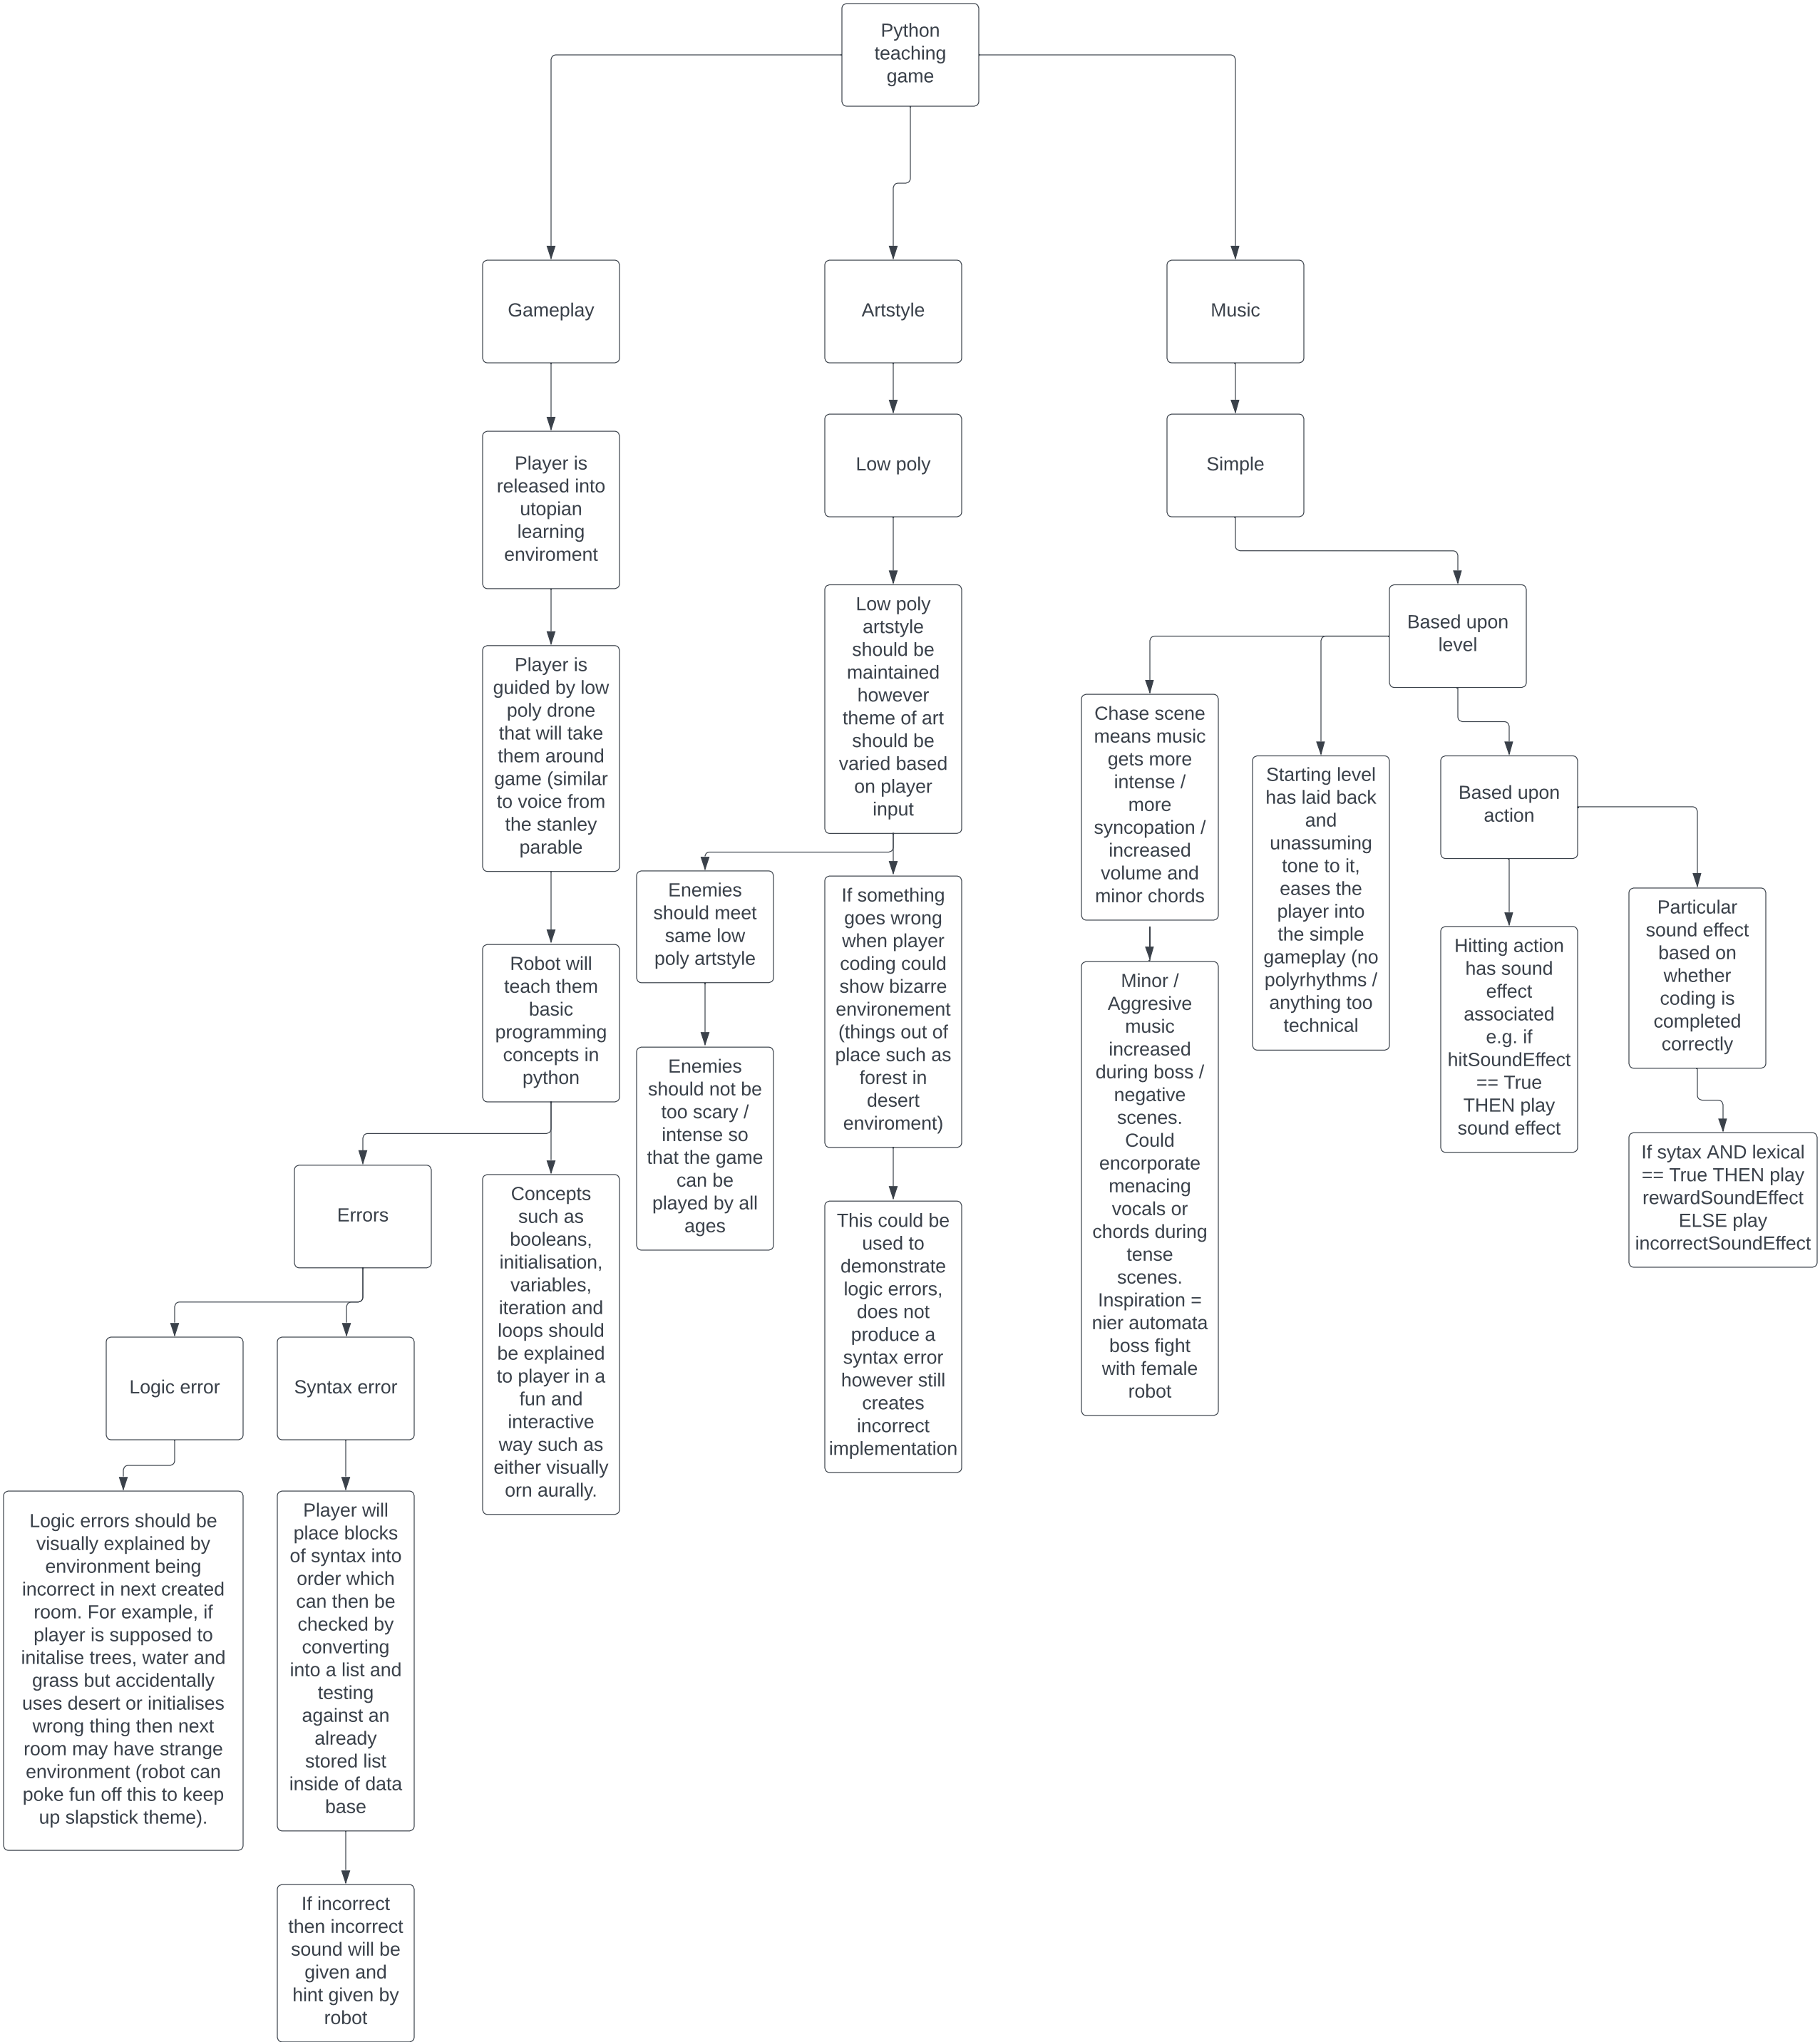 Python
teaching
game
Gameplay
Artstyle
Music
Player is
released into
utopian
learning
enviroment
Low poly
Simple
Player is
guided by low
poly drone
that will take
them around
game (similar
to voice from
the stanley
parable
Low poly
artstyle
should be
maintained
however
theme of art
should be
varied based
on player
input
Based upon
level
Chase scene
means music
gets more
intense /
more
syncopation /
increased
volume and
minor chords
Starting level
has laid back
and
unassuming
tone to it,
eases the
player into
the simple
gameplay (no
polyrhythms /
anything too
technical
Based upon
action
Enemies
should meet
same low
poly artstyle
If something
goes wrong
when player
coding could
show bizarre
environement
(things out of
place such as
forest in
desert
enviroment)
Particular
sound effect
based on
whether
coding is
completed
correctly
Hitting action
has sound
effect
associated
e.g. if
hitSoundEffect
== True
THEN play
sound effect
Robot will
teach them
basic
programming
concepts in
python
Minor /
Aggresive
music
increased
during boss /
negative
scenes.
Could
encorporate
menacing
vocals or
chords during
tense
scenes.
Inspiration =
nier automata
boss fight
with female
robot
Enemies
should not be
too scary /
intense so
that the game
can be
played by all
ages
If sytax AND lexical
== True THEN play
rewardSoundEffect
ELSE play
incorrectSoundEffect
Errors
Concepts
such as
booleans,
initialisation,
variables,
iteration and
loops should
be explained
to player in a
fun and
interactive
way such as
either visually
orn aurally.
This could be
used to
demonstrate
logic errors,
does not
produce a
syntax error
however still
creates
incorrect
implementation
Logic error
Syntax error
Logic errors should be
visually explained by
environment being
incorrect in next created
room. For example, if
player is supposed to
initalise trees, water and
grass but accidentally
uses desert or initialises
wrong thing then next
room may have strange
environment (robot can
poke fun off this to keep
up slapstick theme).
Player will
place blocks
of syntax into
order which
can then be
checked by
converting
into a list and
testing
against an
already
stored list
inside of data
base
If incorrect
then incorrect
sound will be
given and
hint given by
robot